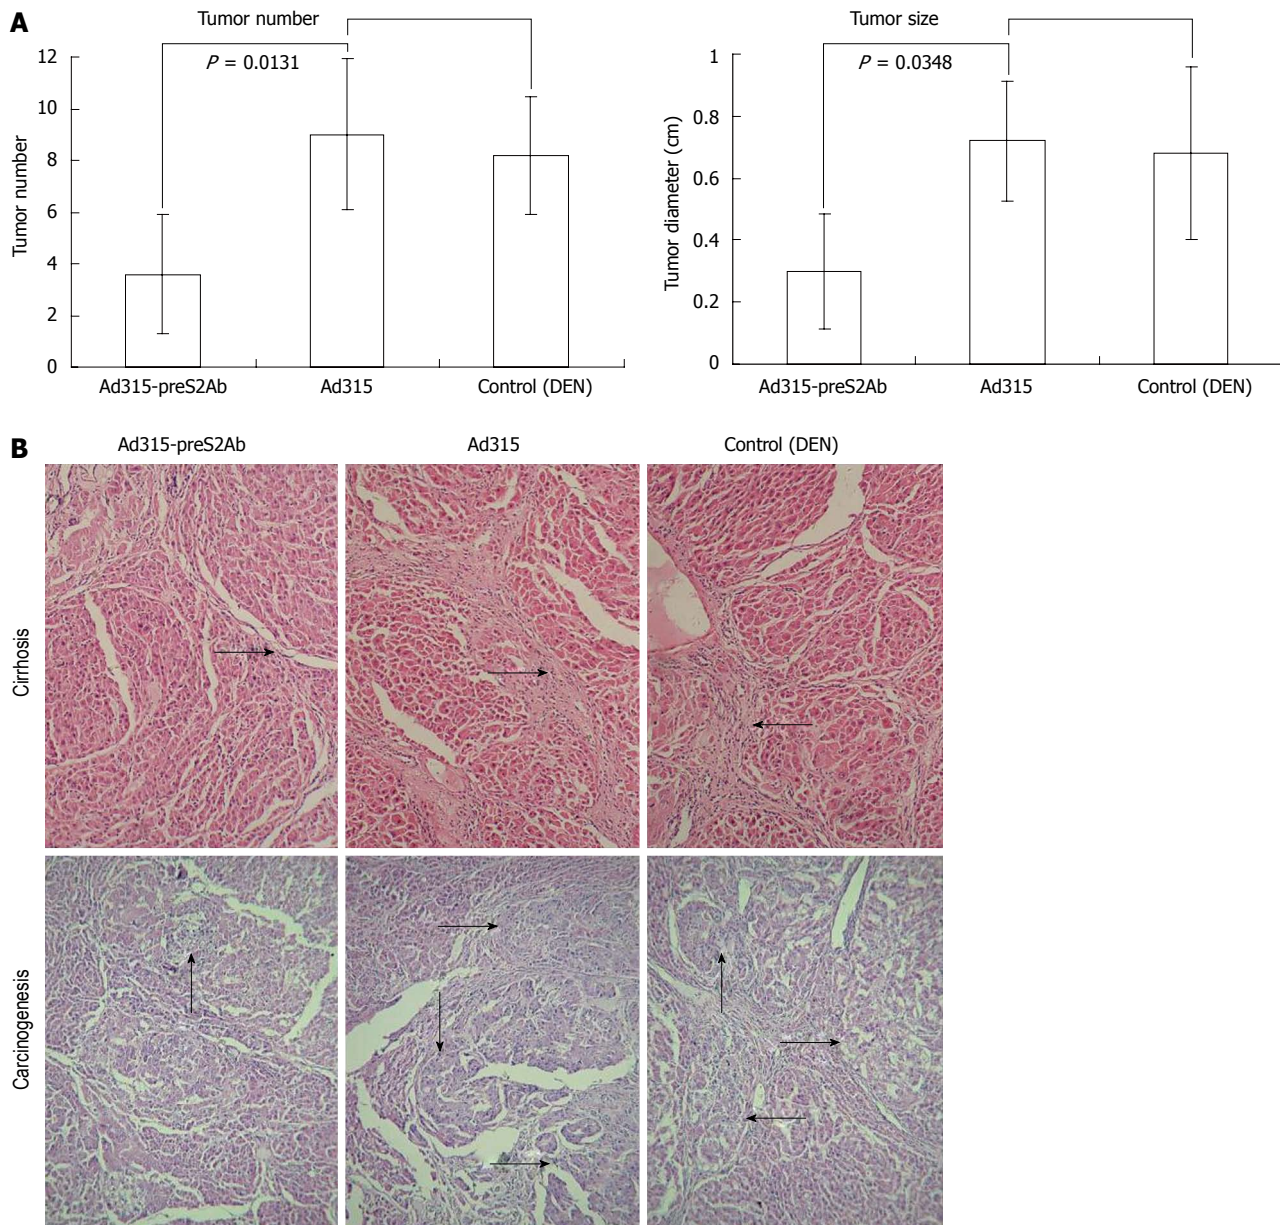 A
Tumor number
P = 0.0131
12
10
8
6
4
2
0
Tumor number
Ad315-preS2Ab
Ad315
Control (DEN)
Tumor size
P = 0.0348
1
0.8
0.6
0.4
0.2
0
Tumor diameter (cm)
Ad315-preS2Ab
Ad315
Control (DEN)
B
Ad315-preS2Ab
Ad315
Control (DEN)
Cirrhosis
Carcinogenesis